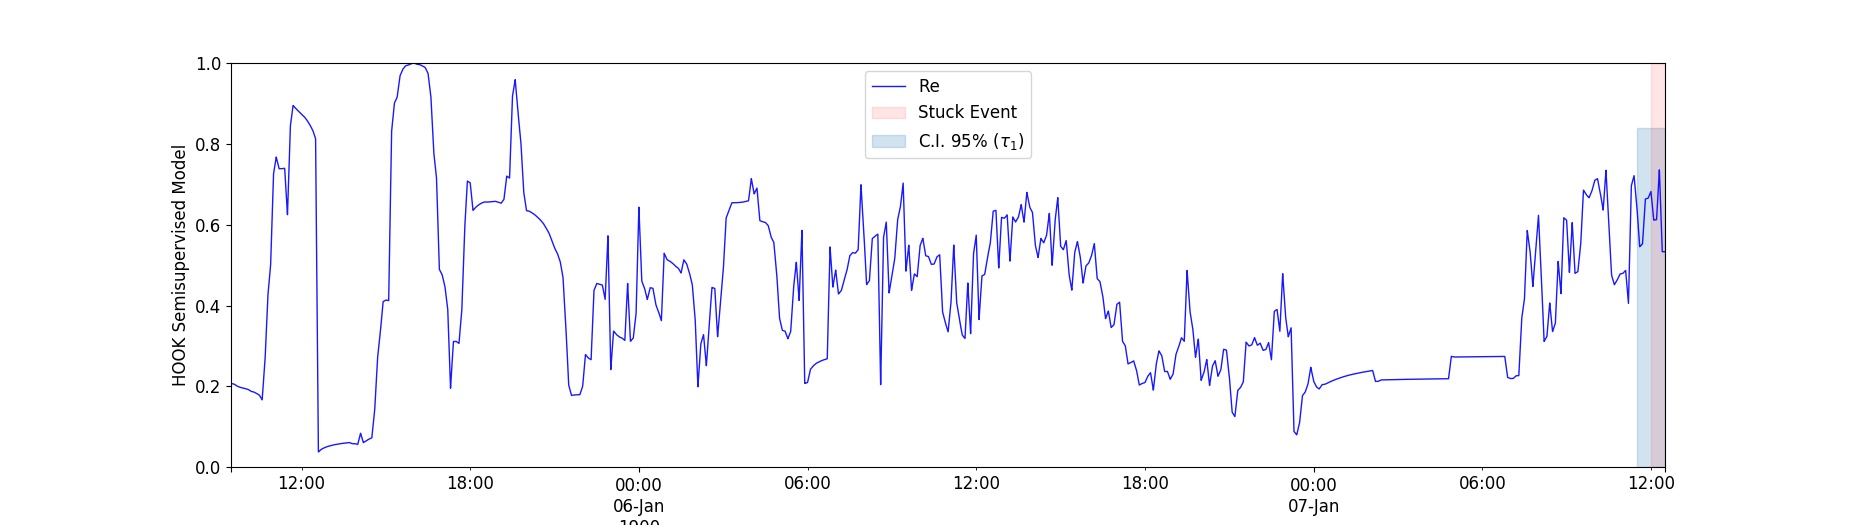 HOOK Semisupervised Model
1.0
0.8
0.6
0.4
0.2
0.0
Re
Stuck Event
C.I. 95% (τ₁)
12:00 18:00 00:00 06:00 12:00 18:00 00:00 06:00 12:00
06-Jan 07-Jan
1900